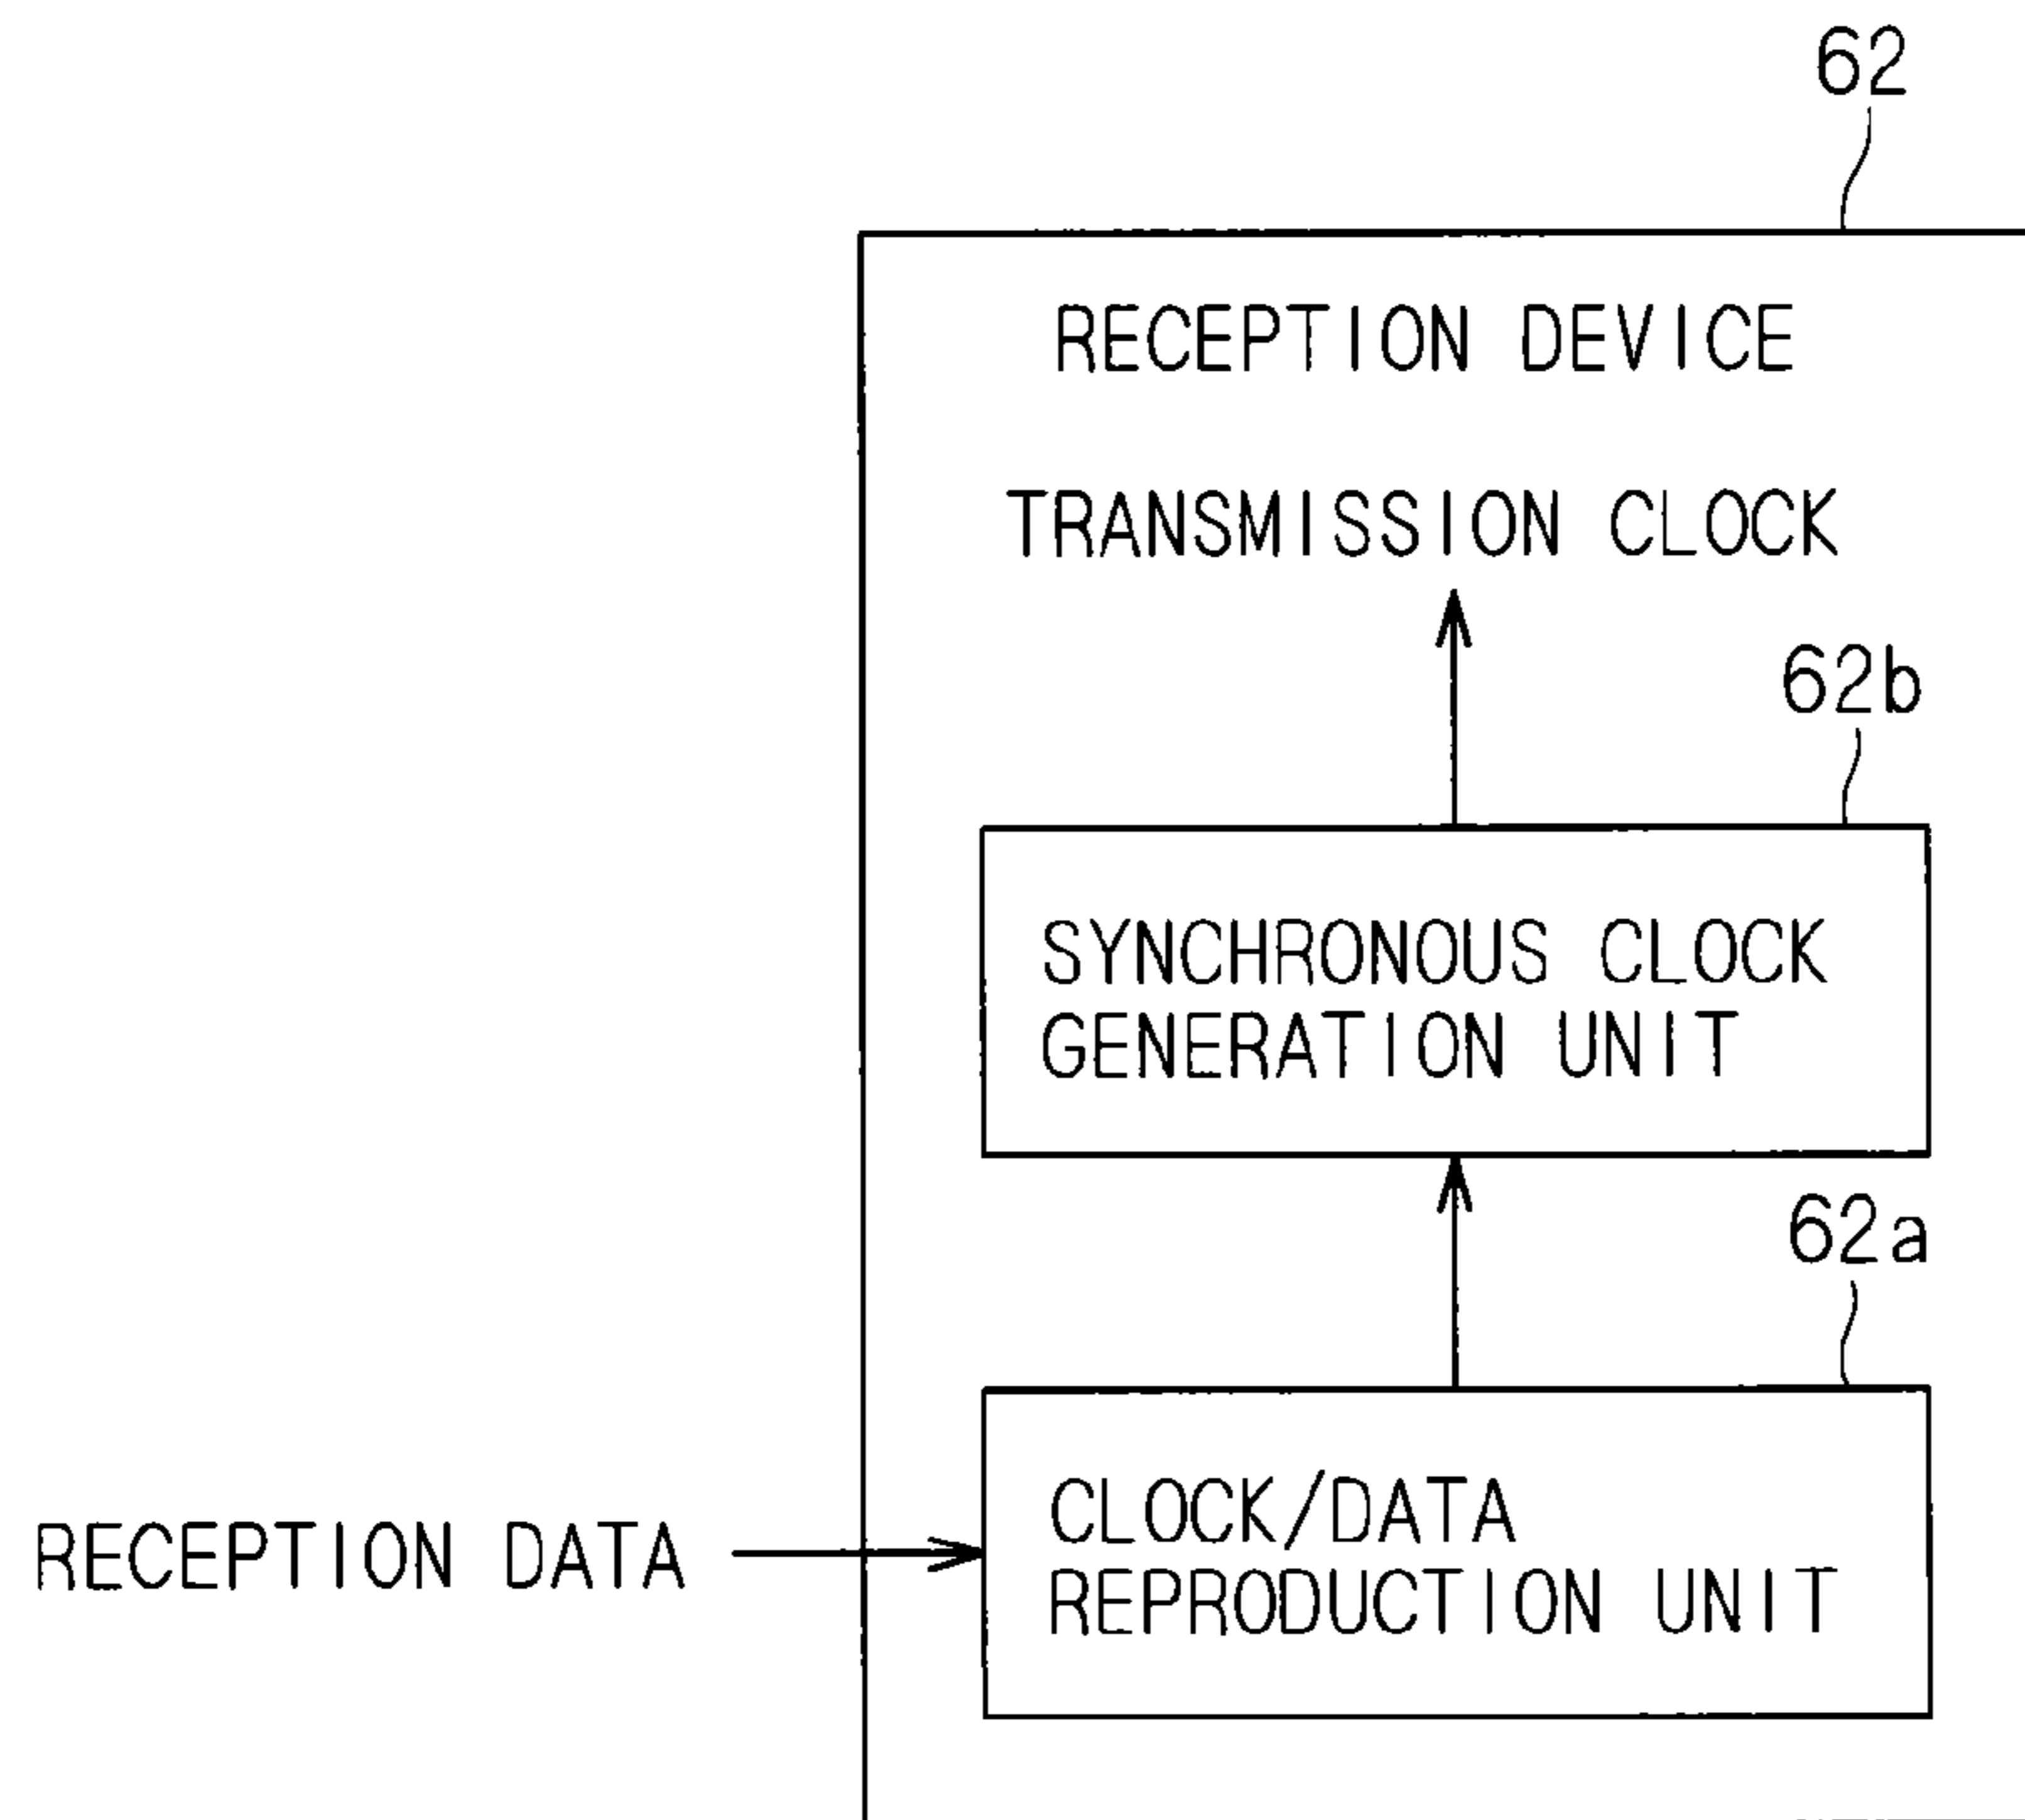 62
RECEPTION DEVICE
TRANSMISSION CLOCK
62b
SYNCHRONOUS CLOCK
GENERATION UNIT
62a
CLOCK/DATA
REPRODUCTION UNIT
RECEPTION DATA